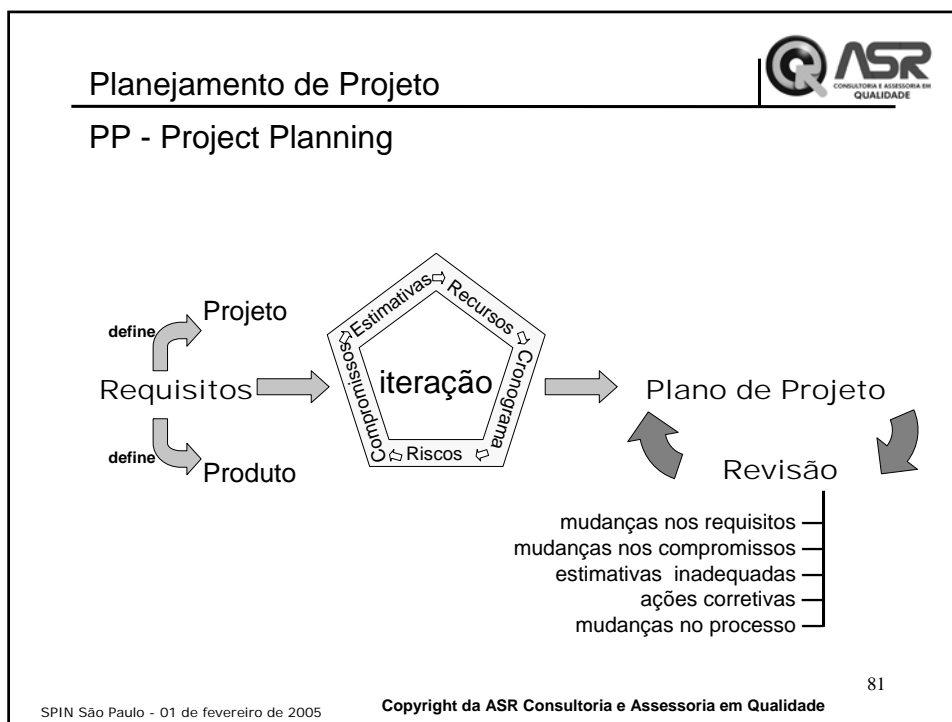 Planejamento de Projeto
ASR
CONSULTORIA E ASSESSORIA EM
QUALIDADE
PP - Project Planning
define
Projeto
Requisitos
define
Produto
Estimativas
Recursos
Cronograma
Riscos
Compromissos
iteração
Plano de Projeto
Revisão
mudanças nos requisitos
mudanças nos compromissos
estimativas inadequadas
ações corretivas
mudanças no processo
81
SPIN São Paulo - 01 de fevereiro de 2005
Copyright da ASR Consultoria e Assessoria em Qualidade